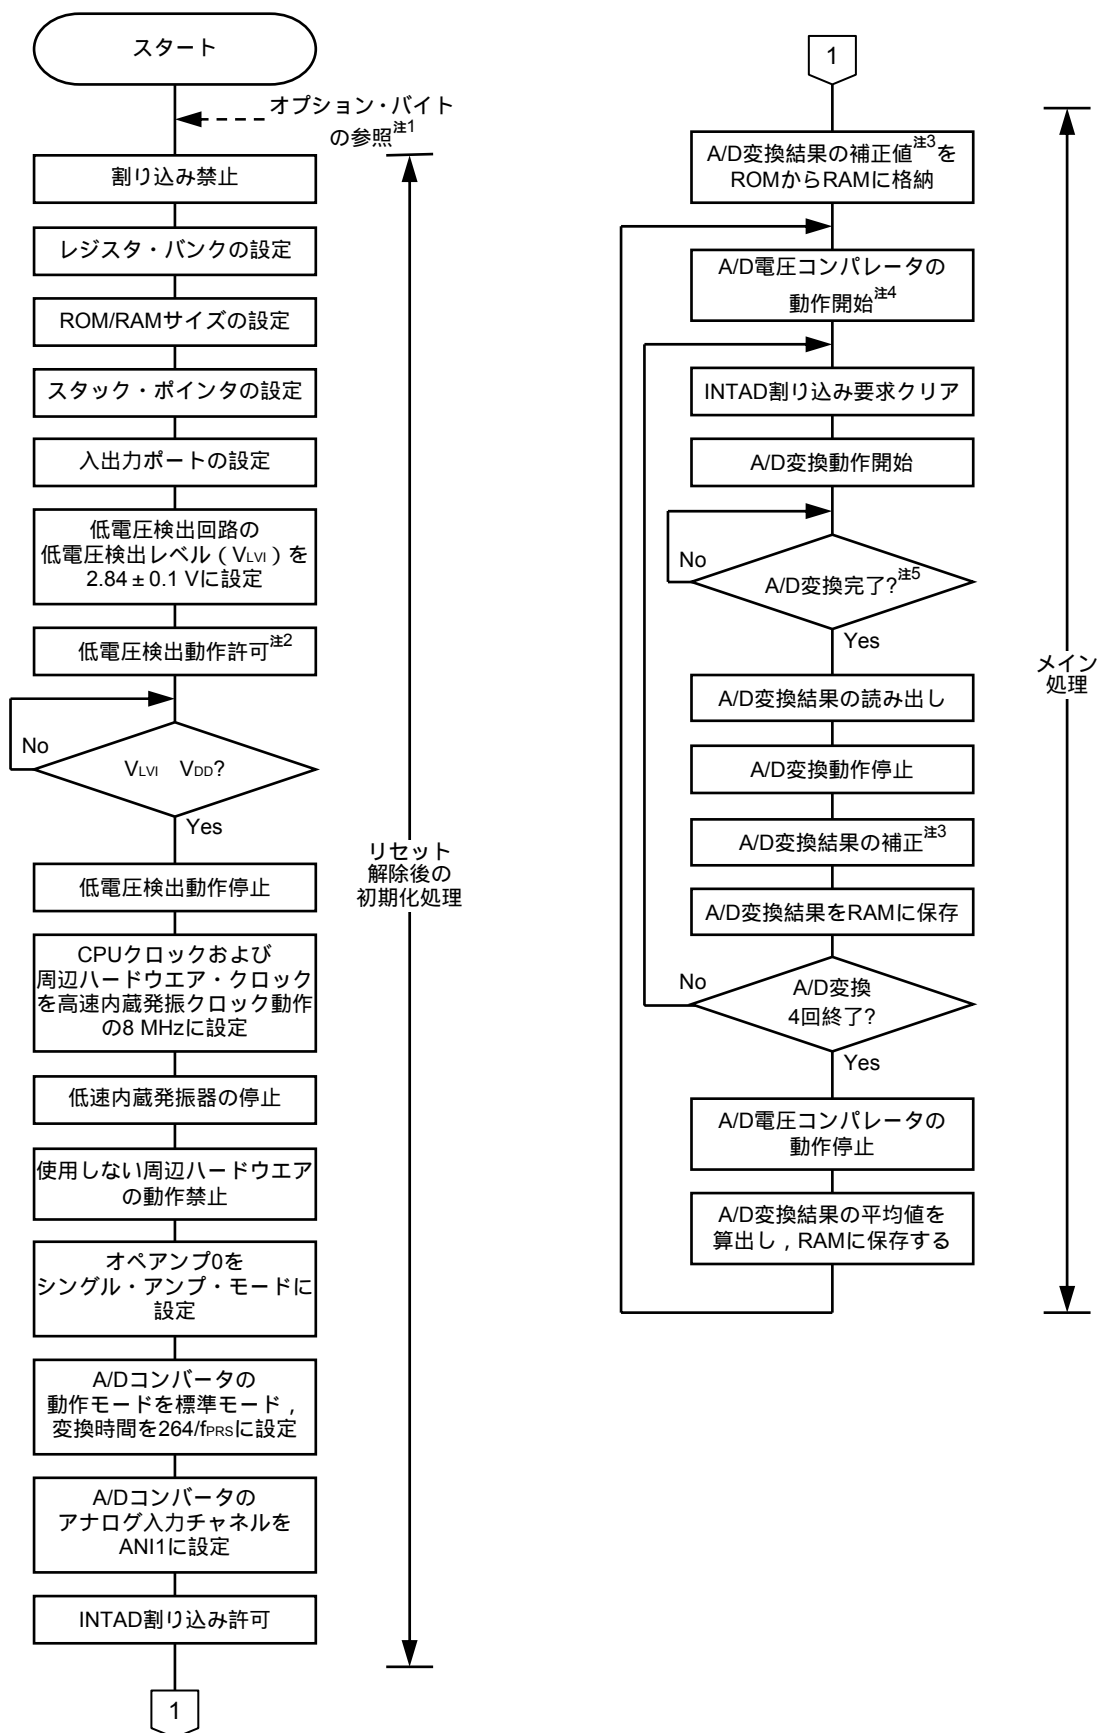 スタート
オプション・バイト
の参照注1
割り込み禁止
レジスタ・バンクの設定
ROM/RAMサイズの設定
スタック・ポインタの設定
入出力ポートの設定
低電圧検出回路の
低電圧検出レベル（VLVI）を
2.84±0.1 Vに設定
低電圧検出動作許可注2
No
VLVI VDD?
Yes
低電圧検出動作停止
CPUクロックおよび
周辺ハードウエア・クロック
を高速内蔵発振クロック動作
の8 MHzに設定
低速内蔵発振器の停止
使用しない周辺ハードウエア
の動作禁止
オペアンプ0を
シングル・アンプ・モードに
設定
A/Dコンバータの
動作モードを標準モード，
変換時間を264/fPRSに設定
A/Dコンバータの
アナログ入力チャネルを
ANI1に設定
INTAD割り込み許可
1
リセット
解除後の
初期化処理
1
A/D変換結果の補正値注3を
ROMからRAMに格納
A/D電圧コンパレータの
動作開始注4
INTAD割り込み要求クリア
A/D変換動作開始
No
A/D変換完了?注5
Yes
A/D変換結果の読み出し
A/D変換動作停止
A/D変換結果の補正注3
A/D変換結果をRAMに保存
No
A/D変換
4回終了?
Yes
A/D電圧コンパレータの
動作停止
A/D変換結果の平均値を
算出し，RAMに保存する
メイン
処理